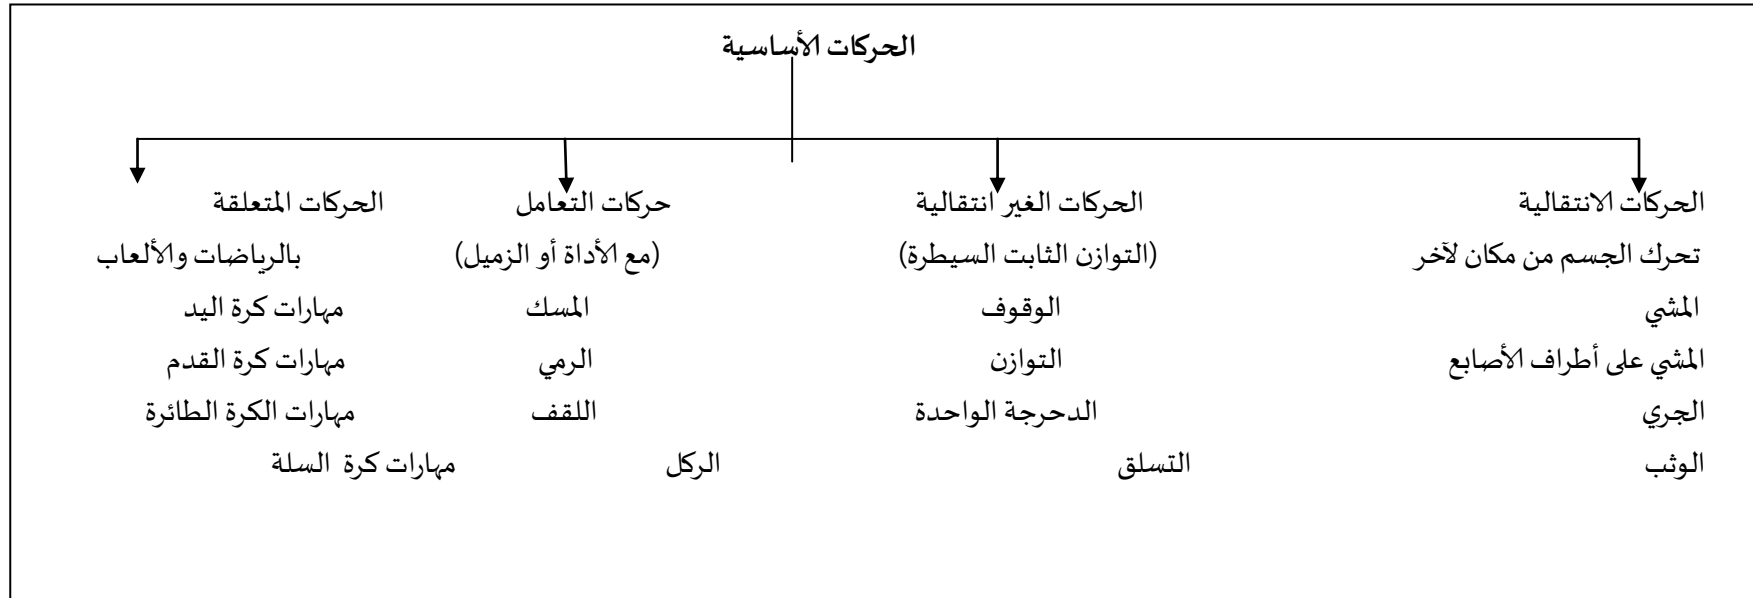 الحركات الأساسية
الحركات الانتقالية الحركات الغير انتقالية حركات التعامل الحركات المتعلقة
تحرك الجسم من مكان لآخر (التوازن الثابت السيطرة) (مع الأداة أو الزميل) بالرياضات والألعاب
المشي الوقوف المسك مهارات كرة اليد
المشي على أطراف الأصابع التوازن الرمي مهارات كرة القدم
الجري الدحرجة الواحدة اللقف مهارات الكرة الطائرة
الوثب التسلق الركل مهارات كرة السلة